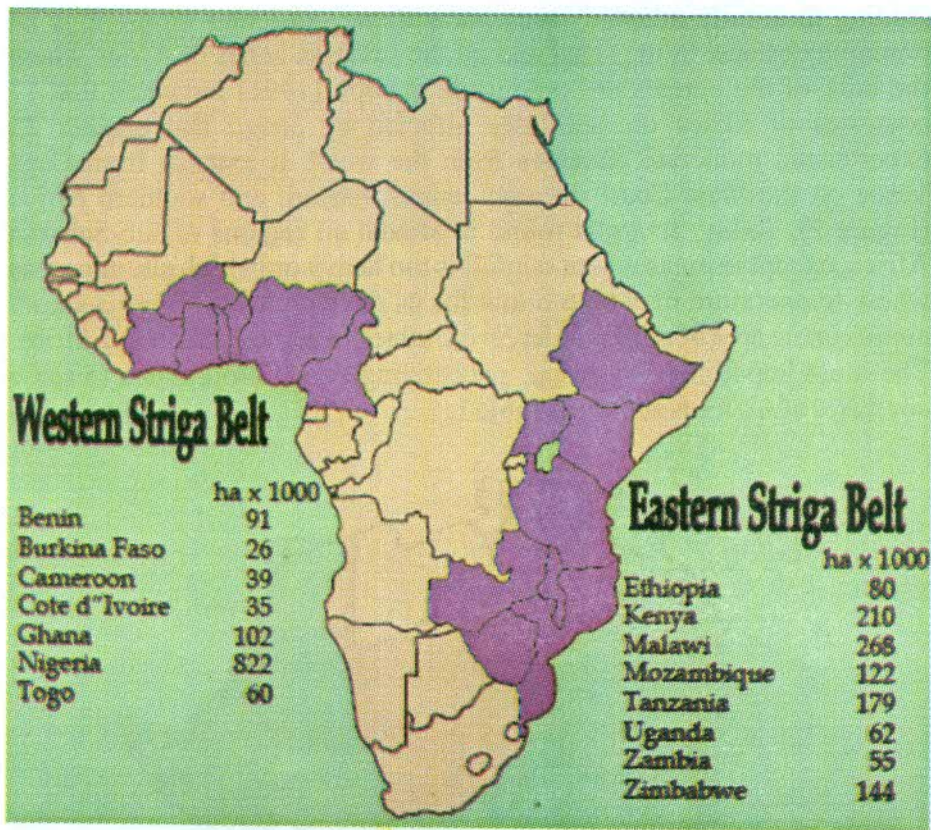 Western Striga Belt
ha x 1000
Benin 91
Burkina Faso 26
Cameroon 39
Cote d"Ivoire 35
Ghana 102
Nigeria 822
Togo 60
Eastern Striga Belt
ha x 1000
Ethiopia 80
Kenya 210
Malawi 268
Mozambique 122
Tanzania 179
Uganda 62
Zambia 55
Zimbabwe 144